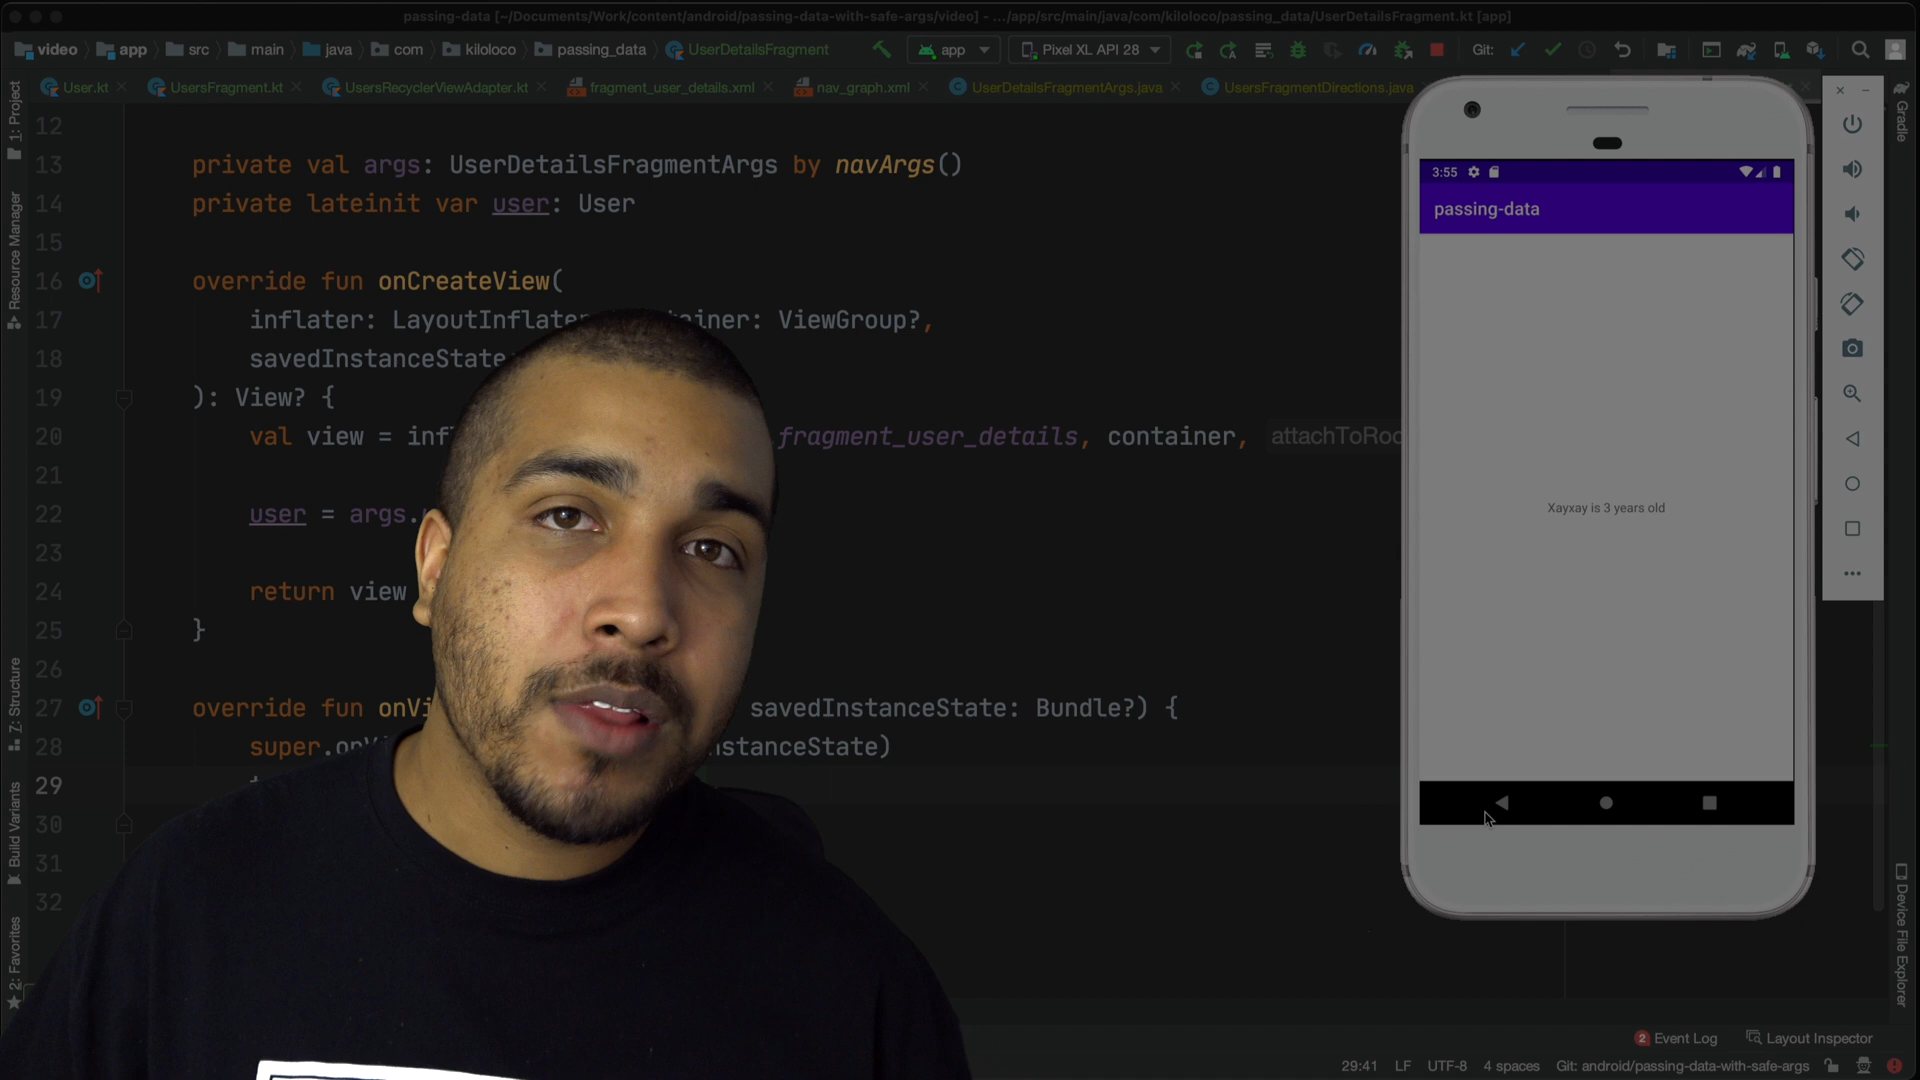 passing-data [~/Documents/Work/content/android/passing-data-with-safe-args/video] - .../app/src/main/java/com/kiloloco/passing_data/UserDetailsFragment.kt [app]
video app src main java com kiloloco passing_data UserDetailsFragment app Pixel XL API 28 Git:
User.kt UsersFragment.kt UsersRecyclerViewAdapter.kt fragment_user_details.xml nav_graph.xml UserDetailsFragmentArgs.java UsersFragmentDirections.java
1: Project
Resource Manager
Z: Structure
Build Variants
2: Favorites
12
13 private val args: UserDetailsFragmentArgs by navArgs()
14 private lateinit var user: User
15
16 override fun onCreateView(
17 inflater: LayoutInflater ViewGroup?,
18 savedInstanceState
19 ): View? {
20 val view = fragment_user_details, container,
21
22 user = args.
23
24 return view
25 }
26
27 override fun savedInstanceState: Bundle?) {
28 super.
29
30
31
32
3:55
passing-data
Xayxay is 3 years old
Gradle
Device File Explorer
2 Event Log Layout Inspector
29:41 LF UTF-8 4 spaces Git: android/passing-data-with-safe-args